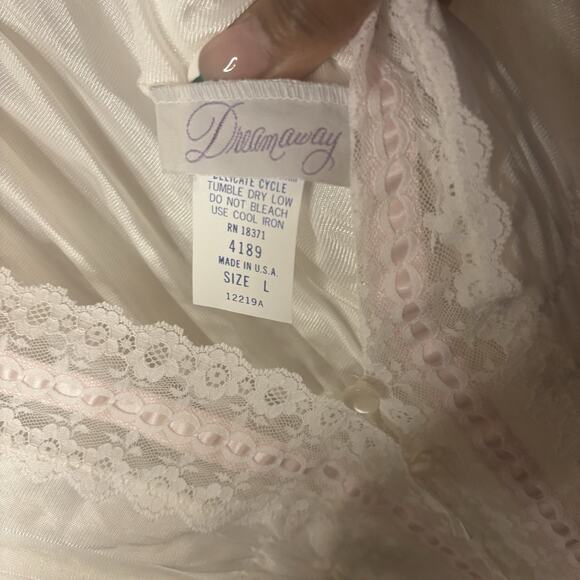 Dreamaway
DELICATE CYCLE
TUMBLE DRY LOW
DO NOT BLEACH
USE COOL IRON
RN 18371
4189
MADE IN U.S.A.
SIZE L
12219A